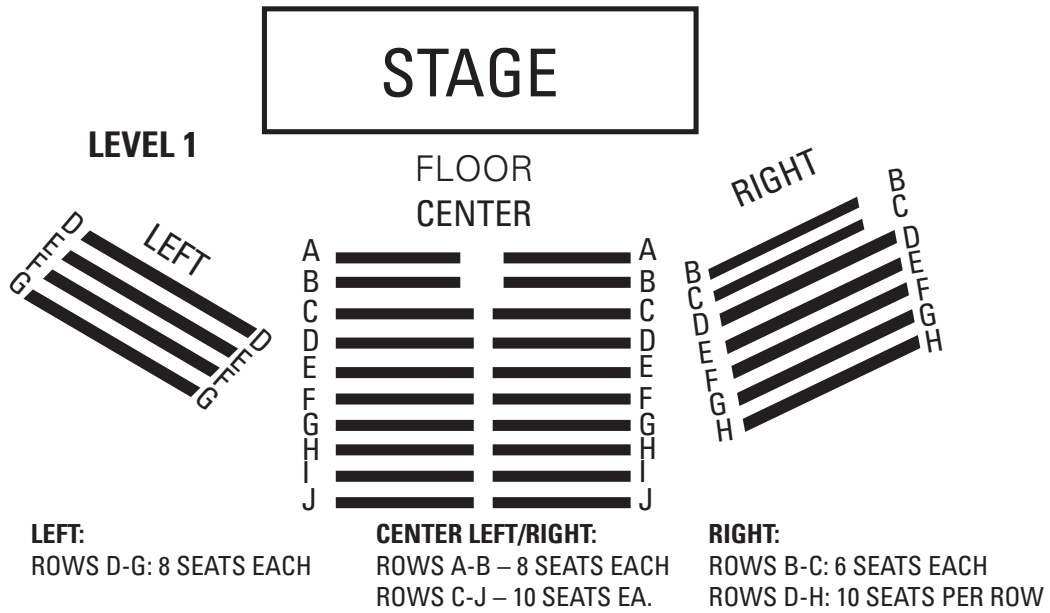 STAGE
LEVEL 1
FLOOR
CENTER
LEFT
D
E
F
G
D
E
F
G
A
B
C
D
E
F
G
H
I
J
A
B
C
D
E
F
G
H
I
J
RIGHT
B
C
D
E
F
G
H
B
C
D
E
F
G
H
LEFT:
ROWS D-G: 8 SEATS EACH
CENTER LEFT/RIGHT:
ROWS A-B – 8 SEATS EACH
ROWS C-J – 10 SEATS EA.
RIGHT:
ROWS B-C: 6 SEATS EACH
ROWS D-H: 10 SEATS PER ROW